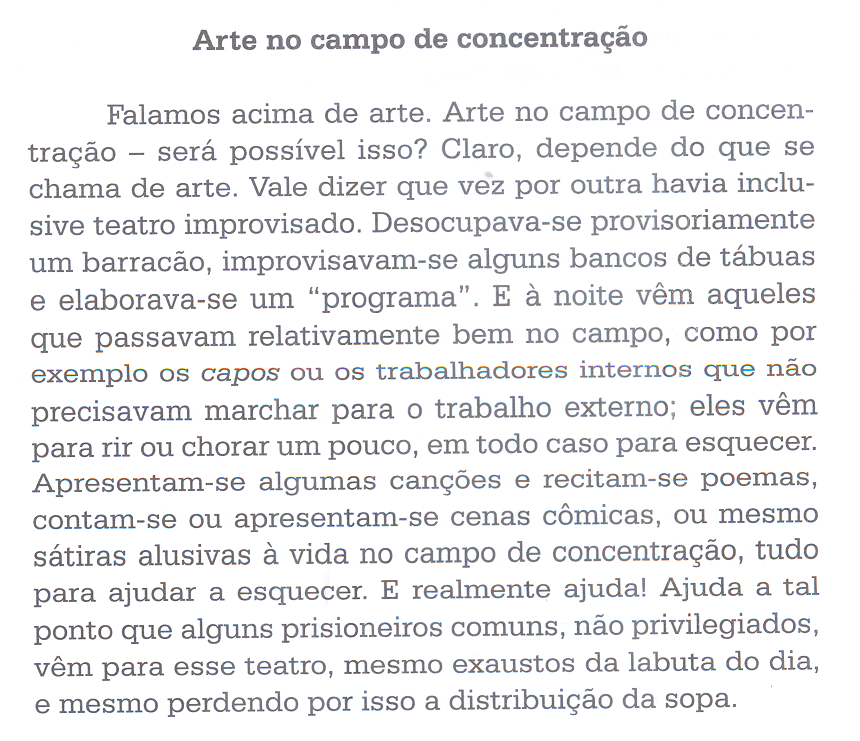 Arte no campo de concentração
Falamos acima de arte. Arte no campo de concen-
tração – será possível isso? Claro, depende do que se
chama de arte. Vale dizer que vez por outra havia inclu-
sive teatro improvisado. Desocupava-se provisoriamente
um barracão, improvisavam-se alguns bancos de tábuas
e elaborava-se um “programa”. E à noite vêm aqueles
que passavam relativamente bem no campo, como por
exemplo os capos ou os trabalhadores internos que não
precisavam marchar para o trabalho externo; eles vêm
para rir ou chorar um pouco, em todo caso para esquecer.
Apresentam-se algumas canções e recitam-se poemas,
contam-se ou apresentam-se cenas cômicas, ou mesmo
sátiras alusivas à vida no campo de concentração, tudo
para ajudar a esquecer. E realmente ajuda! Ajuda a tal
ponto que alguns prisioneiros comuns, não privilegiados,
vêm para esse teatro, mesmo exaustos da labuta do dia,
e mesmo perdendo por isso a distribuição da sopa.